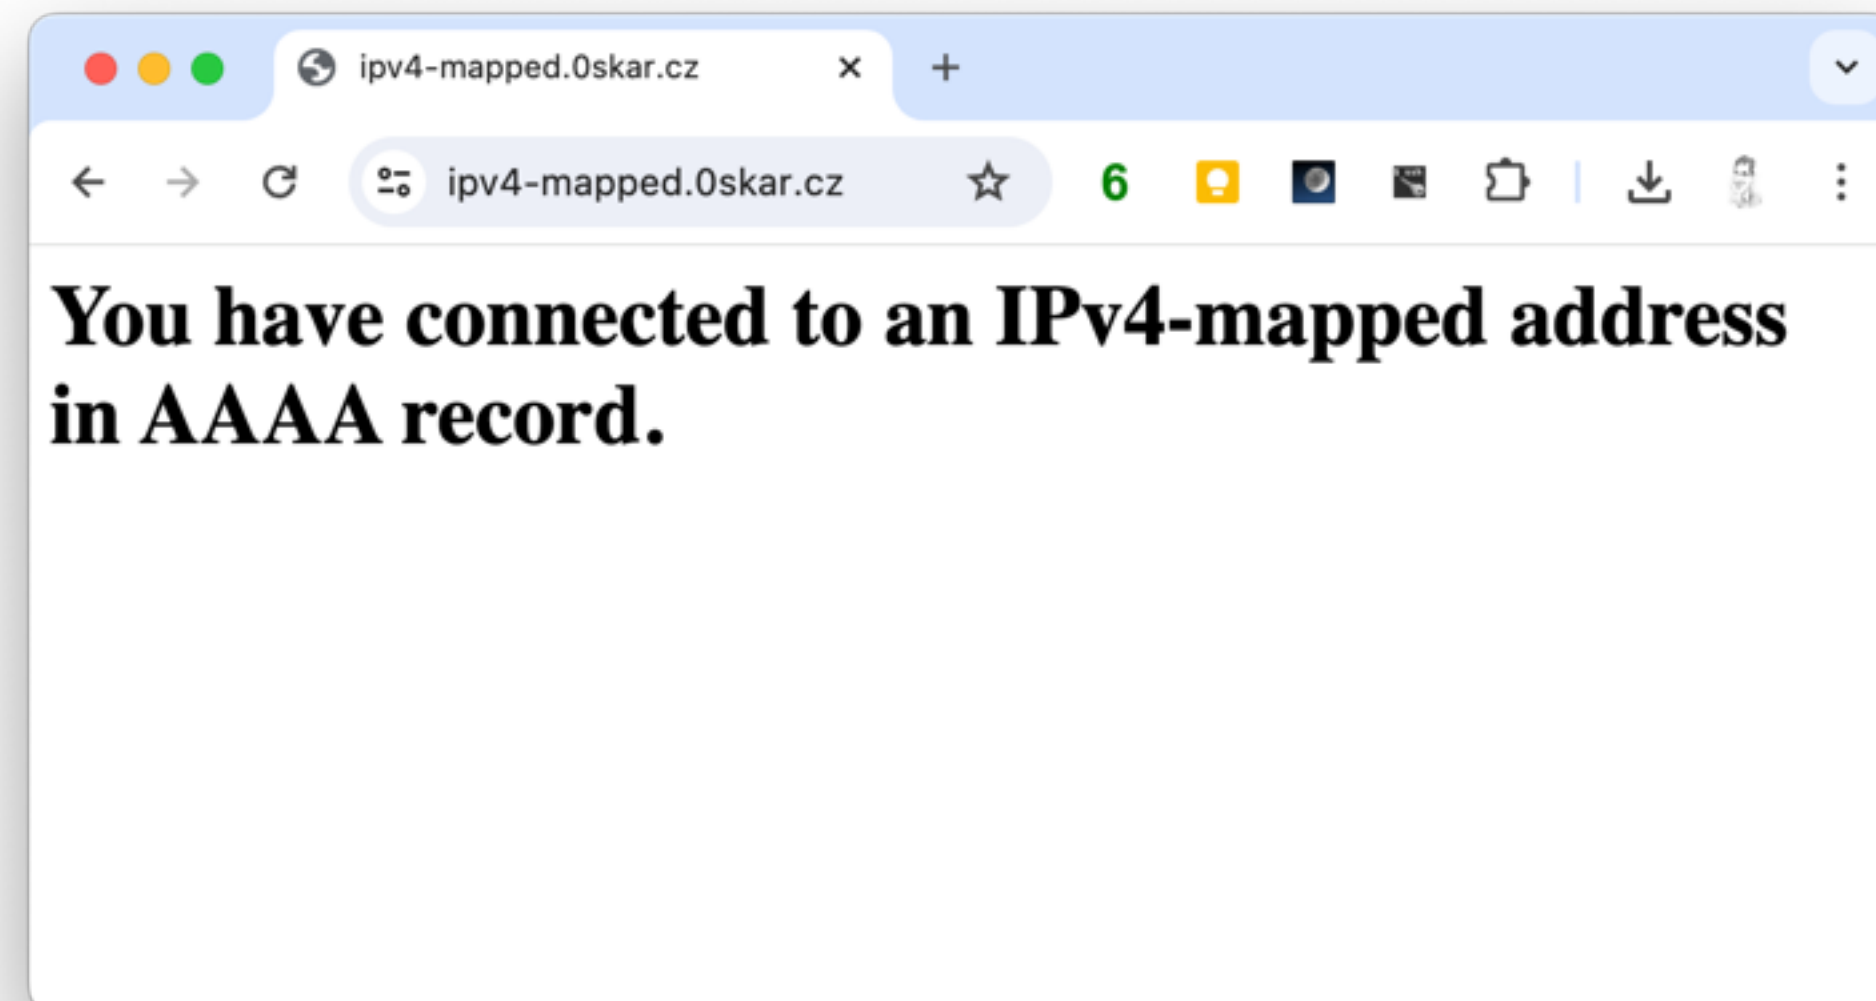 ipv4-mapped.0skar.cz
ipv4-mapped.0skar.cz
6
You have connected to an IPv4-mapped address
in AAAA record.